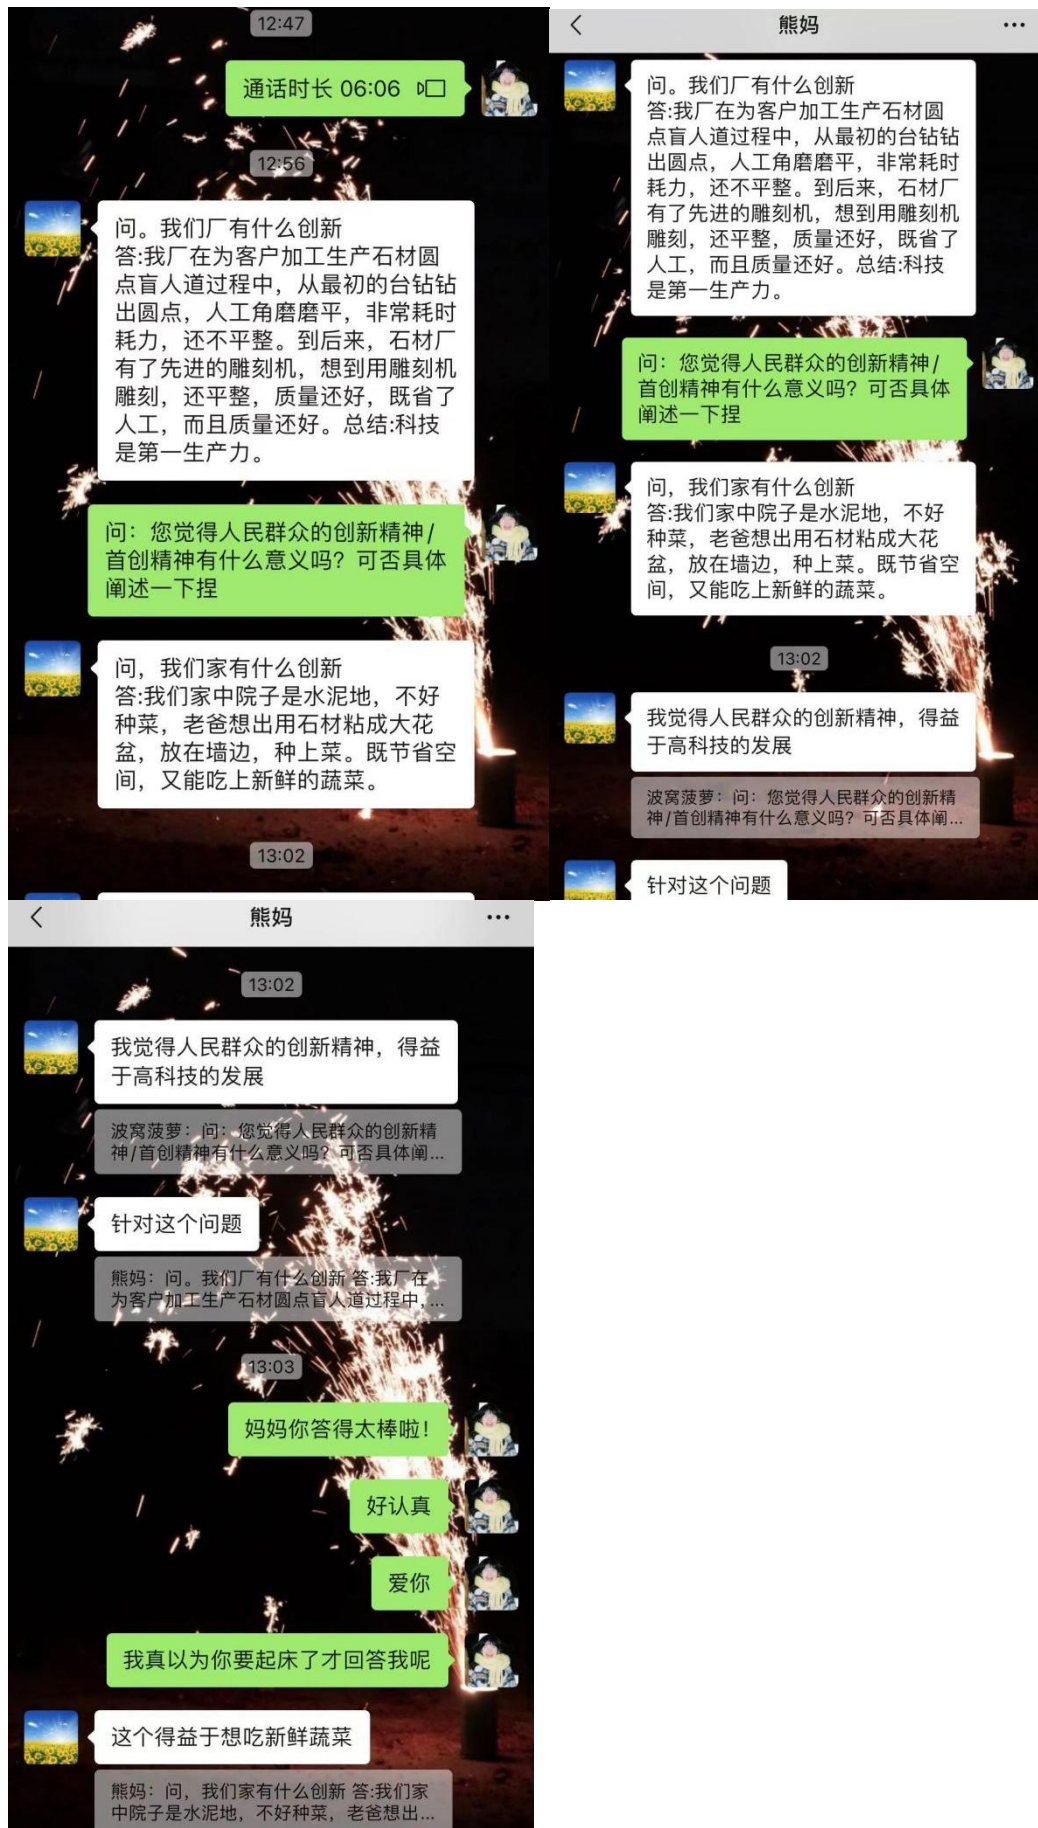 12:47
通话时长 06:06
12:56
问。我们厂有什么创新
答:我厂在为客户加工生产石材圆
点盲人道过程中，从最初的台钻钻
出圆点，人工角磨磨平，非常耗时
耗力，还不平整。到后来，石材厂
有了先进的雕刻机，想到用雕刻机
雕刻，还平整，质量还好，既省了
人工，而且质量还好。总结:科技
是第一生产力。
问：您觉得人民群众的创新精神/
首创精神有什么意义吗？可否具体
阐述一下捏
问，我们家有什么创新
答:我们家中院子是水泥地，不好
种菜，老爸想出用石材粘成大花
盆，放在墙边，种上菜。既节省空
间，又能吃上新鲜的蔬菜。
13:02
熊妈
问。我们厂有什么创新
答:我厂在为客户加工生产石材圆
点盲人道过程中，从最初的台钻钻
出圆点，人工角磨磨平，非常耗时
耗力，还不平整。到后来，石材厂
有了先进的雕刻机，想到用雕刻机
雕刻，还平整，质量还好，既省了
人工，而且质量还好。总结:科技
是第一生产力。
问：您觉得人民群众的创新精神/
首创精神有什么意义吗？可否具体
阐述一下捏
问，我们家有什么创新
答:我们家中院子是水泥地，不好
种菜，老爸想出用石材粘成大花
盆，放在墙边，种上菜。既节省空
间，又能吃上新鲜的蔬菜。
13:02
我觉得人民群众的创新精神，得益
于高科技的发展
波窝菠萝：问：您觉得人民群众的创新精
神/首创精神有什么意义吗？可否具体阐...
针对这个问题
熊妈
13:02
我觉得人民群众的创新精神，得益
于高科技的发展
波窝菠萝：问：您觉得人民群众的创新精
神/首创精神有什么意义吗？可否具体阐...
针对这个问题
熊妈：问。我们厂有什么创新 答:我厂在
为客户加工生产石材圆点盲人道过程中，...
13:03
妈妈你答得太棒啦！
好认真
爱你
我真以为你要起床了才回答我呢
这个得益于想吃新鲜蔬菜
熊妈：问，我们家有什么创新 答:我们家
中院子是水泥地，不好种菜，老爸想出...